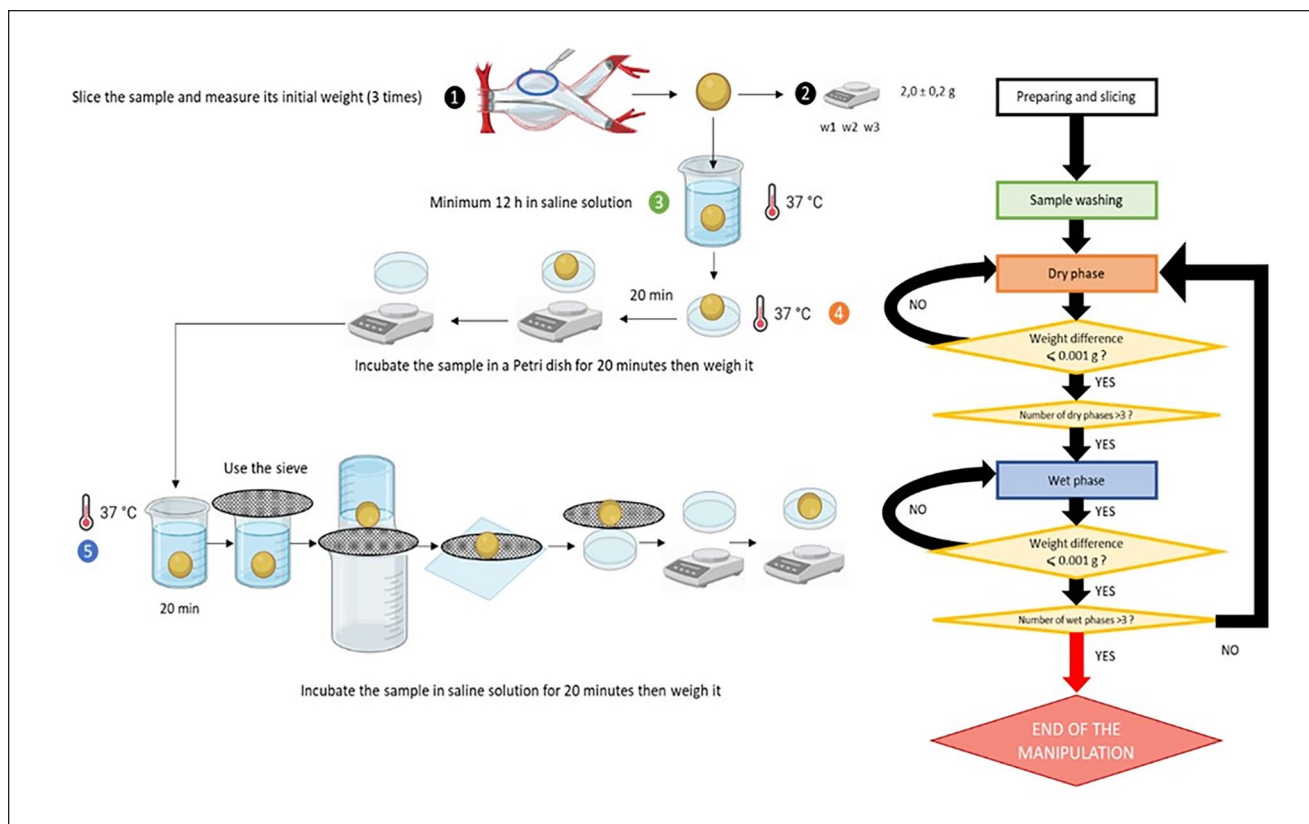 Slice the sample and measure its initial weight (3 times)
1
2
2,0 ± 0,2 g
w1 w2 w3
Minimum 12 h in saline solution
3
37 °C
20 min
37 °C
4
Incubate the sample in a Petri dish for 20 minutes then weigh it
Use the sieve
37 °C
5
20 min
Incubate the sample in saline solution for 20 minutes then weigh it
Preparing and slicing
Sample washing
Dry phase
NO
Weight difference
⩽ 0.001 g ?
YES
Number of dry phases >3 ?
YES
Wet phase
YES
NO
Weight difference
⩽ 0.001 g ?
YES
Number of wet phases >3 ?
YES
NO
END OF THE
MANIPULATION